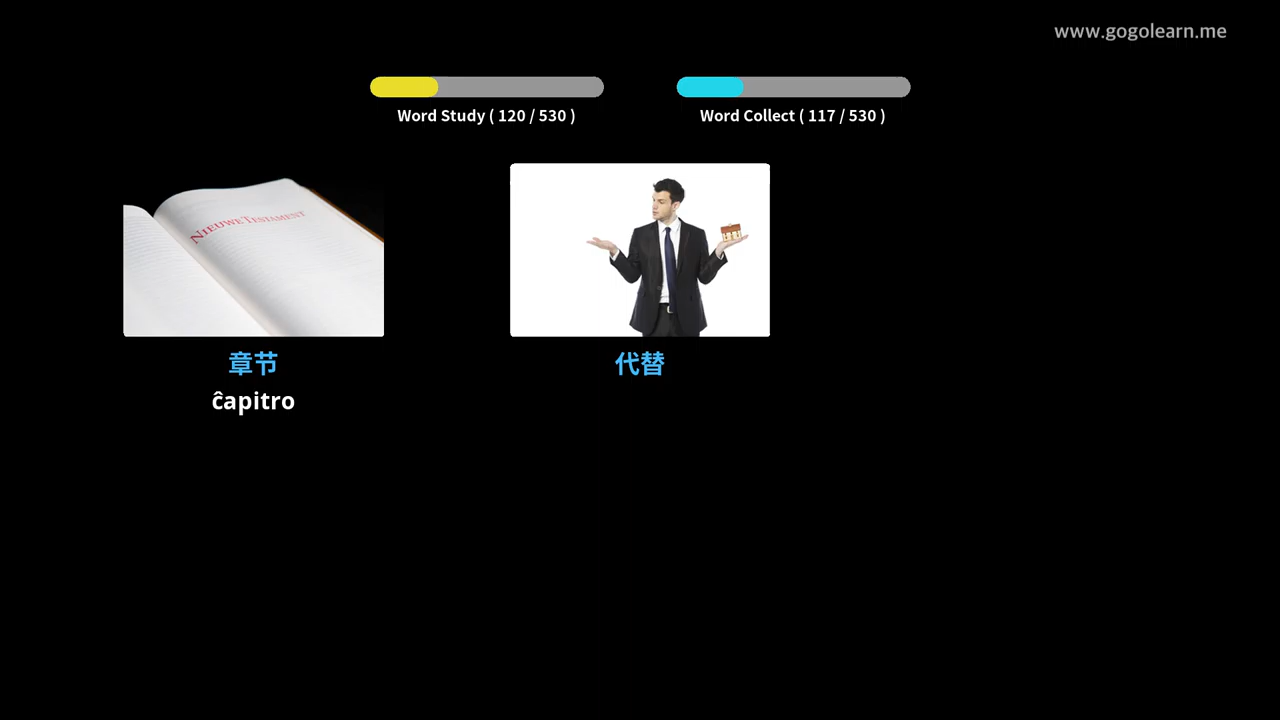 www.gogolearn.me
Word Study ( 120 / 530 )
Word Collect ( 117 / 530 )
NIEUWE TESTAMENT
章节
代替
ĉapitro